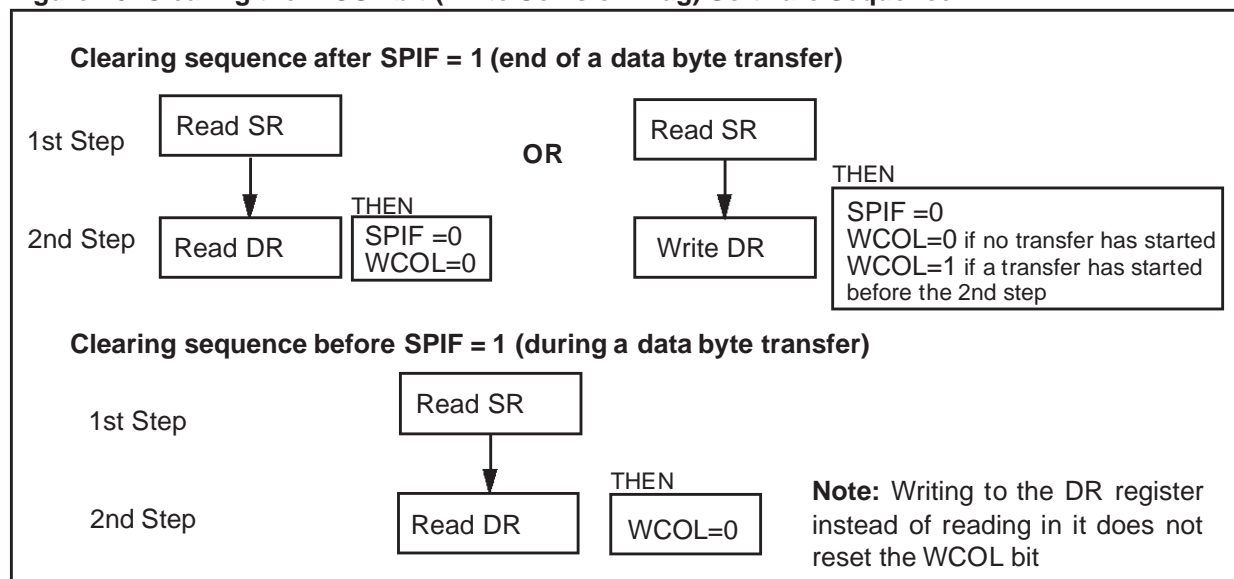 Clearing sequence after SPIF = 1 (end of a data byte transfer)
1st Step
Read SR
OR
Read SR
2nd Step
Read DR
THEN
SPIF =0
WCOL=0
Write DR
THEN
SPIF =0
WCOL=0 if no transfer has started
WCOL=1 if a transfer has started
before the 2nd step
Clearing sequence before SPIF = 1 (during a data byte transfer)
1st Step
Read SR
2nd Step
Read DR
THEN
WCOL=0
Note: Writing to the DR register
instead of reading in it does not
reset the WCOL bit